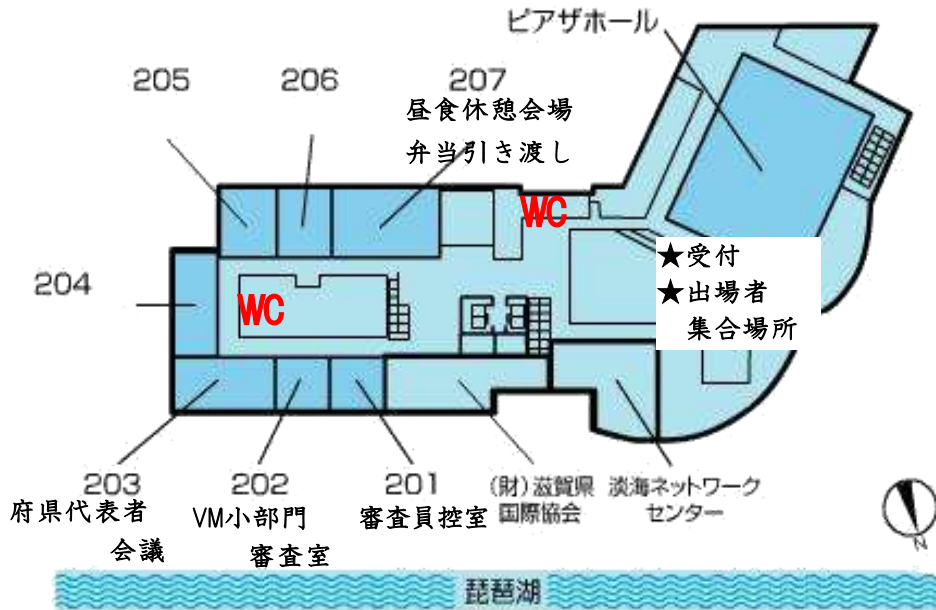 ピアザホール
205
206
207
昼食休憩会場
弁当引き渡し
WC
★受付
★出場者
集合場所
204
WC
203
府県代表者
会議
202
VM小部門
審査室
201
審査員控室
(財)滋賀県
国際協会
淡海ネットワーク
センター
N
琵琶湖